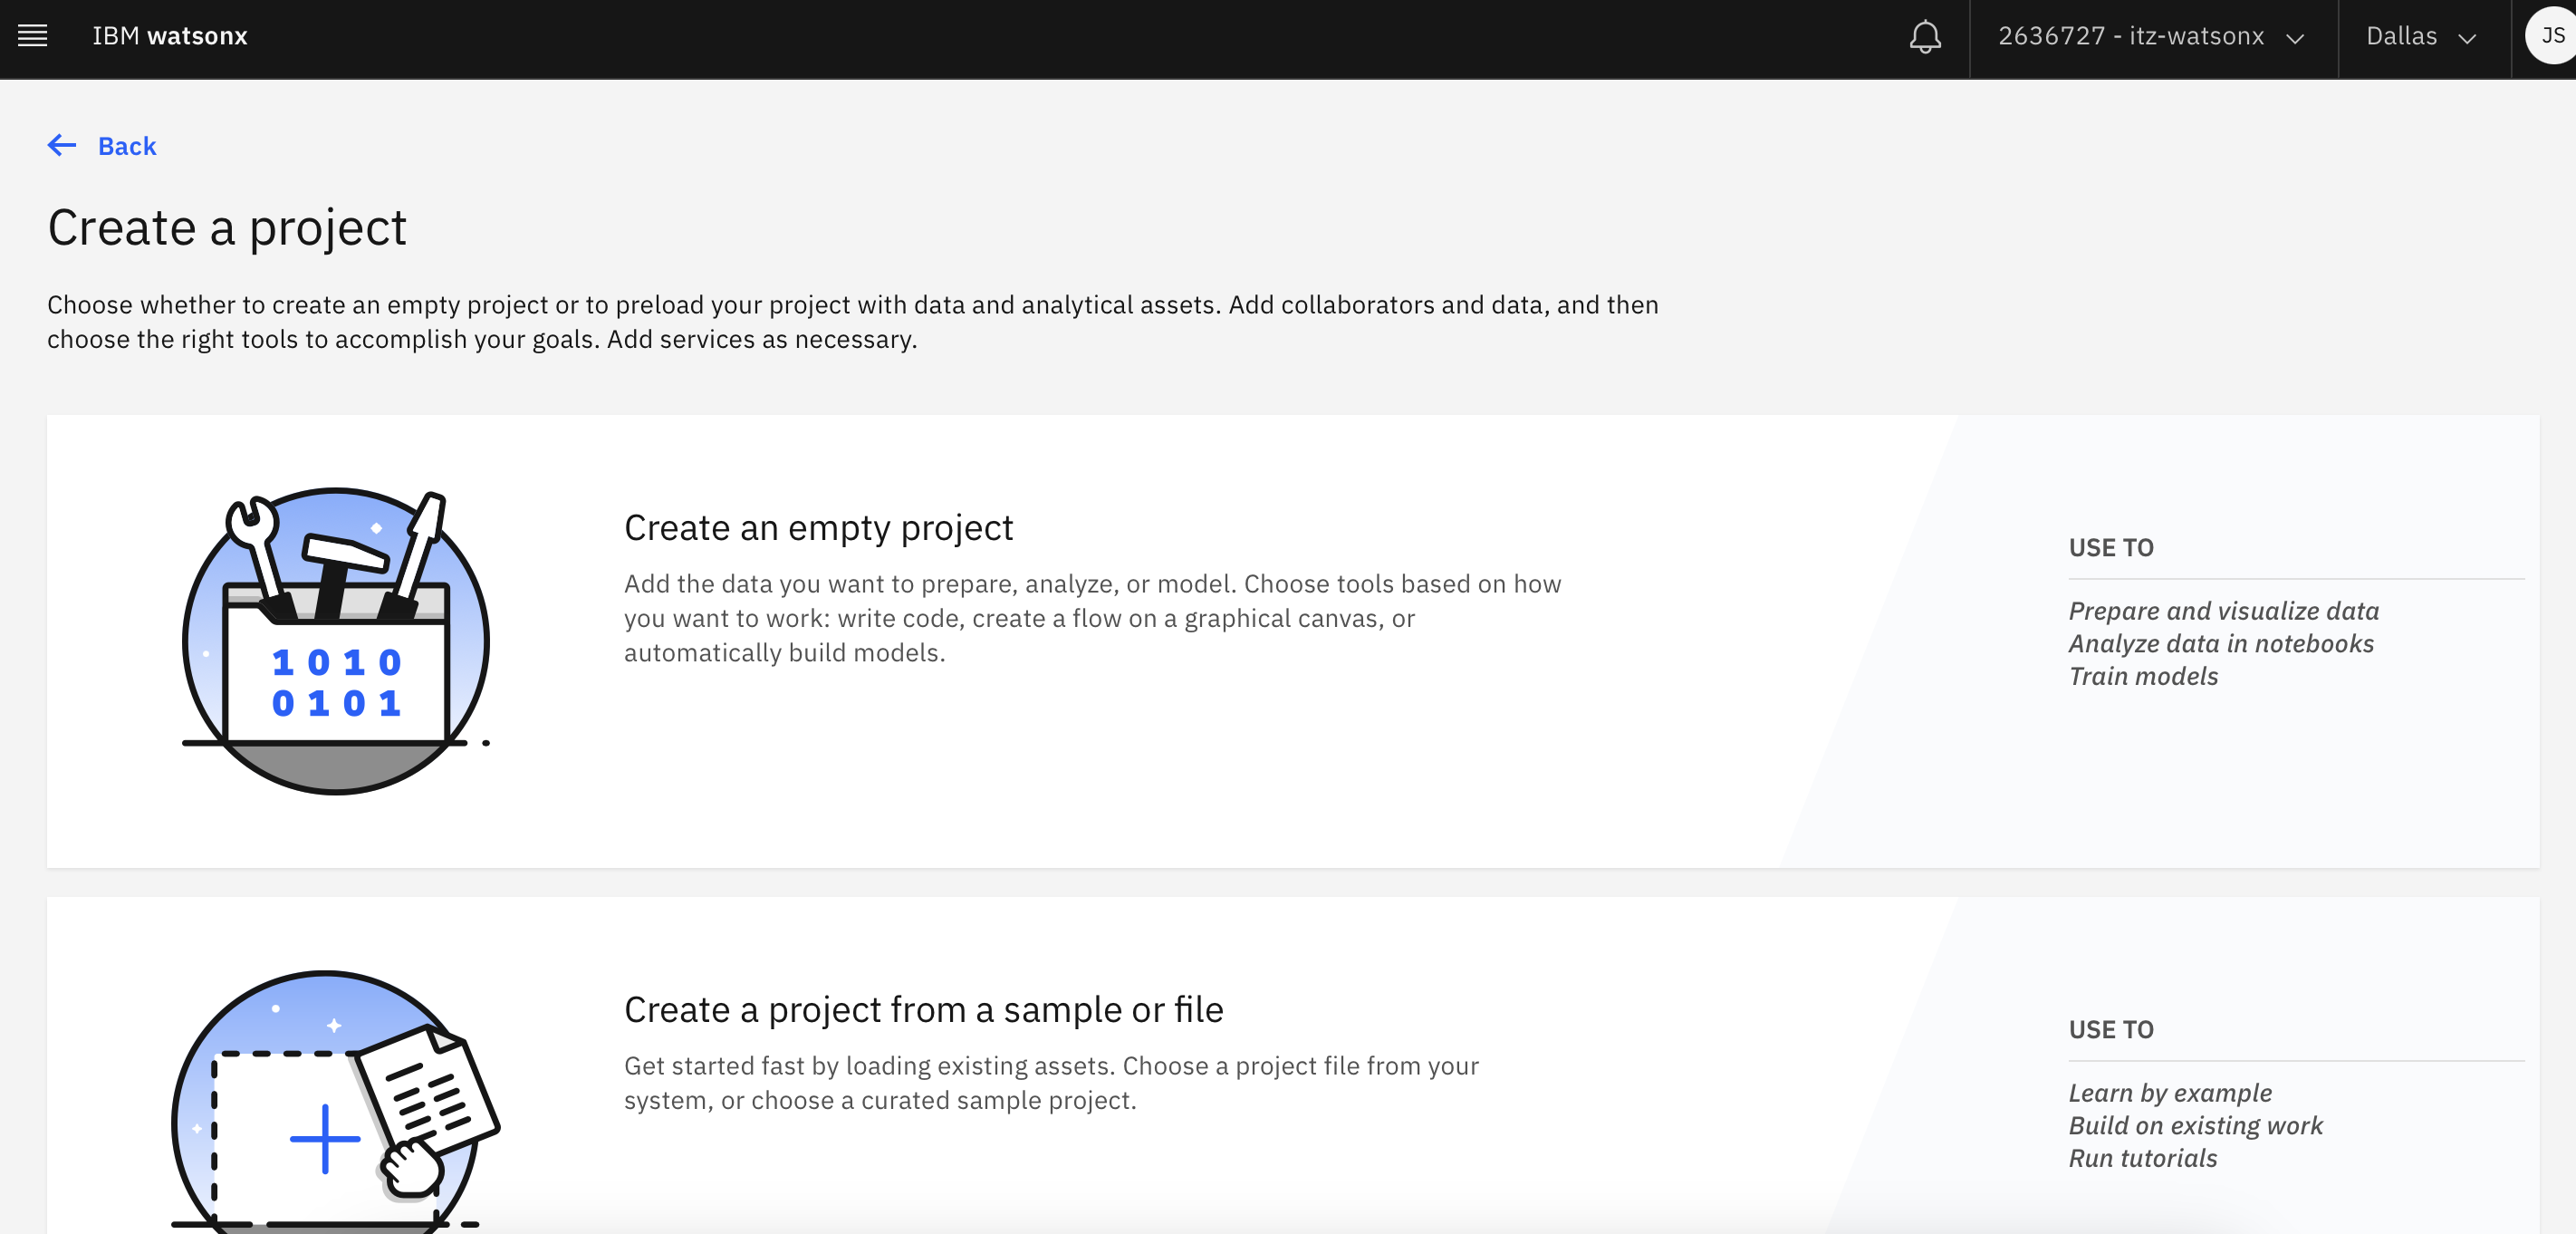 IBM watsonx
2636727 - itz-watsonx
Dallas
JS
Back
Create a project
Choose whether to create an empty project or to preload your project with data and analytical assets. Add collaborators and data, and then
choose the right tools to accomplish your goals. Add services as necessary.
1010
0101
Create an empty project
Add the data you want to prepare, analyze, or model. Choose tools based on how
you want to work: write code, create a flow on a graphical canvas, or
automatically build models.
USE TO
Prepare and visualize data
Analyze data in notebooks
Train models
Create a project from a sample or file
Get started fast by loading existing assets. Choose a project file from your
system, or choose a curated sample project.
USE TO
Learn by example
Build on existing work
Run tutorials